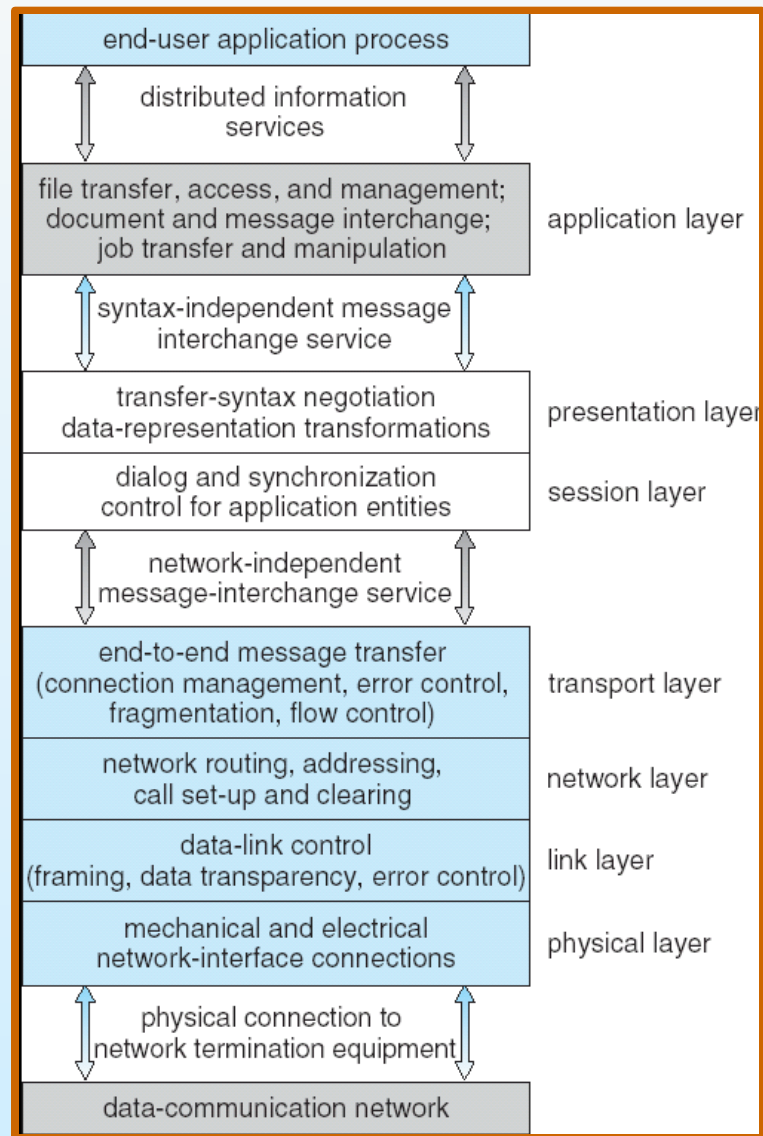 end-user application process
distributed information
services
file transfer, access, and management;
document and message interchange;
job transfer and manipulation
application layer
syntax-independent message
interchange service
transfer-syntax negotiation
data-representation transformations
presentation layer
dialog and synchronization
control for application entities
session layer
network-independent
message-interchange service
end-to-end message transfer
(connection management, error control,
fragmentation, flow control)
transport layer
network routing, addressing,
call set-up and clearing
network layer
data-link control
(framing, data transparency, error control)
link layer
mechanical and electrical
network-interface connections
physical layer
physical connection to
network termination equipment
data-communication network